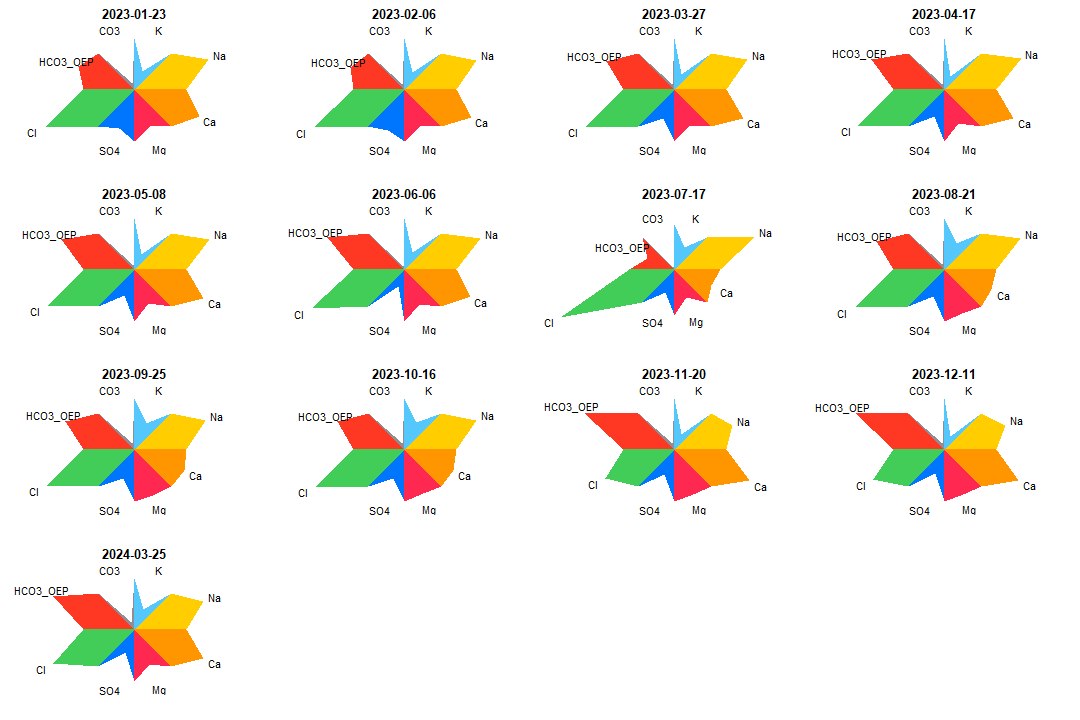 2023-01-23 2023-02-06 2023-03-27 2023-04-17
CO3 K CO3 K CO3 K CO3 K
HCO3_OEP Na HCO3_OEP Na HCO3_OEP Na HCO3_OEP Na
Cl Ca Cl Ca Cl Ca Cl Ca
SO4 Mg SO4 Mg SO4 Mg SO4 Mg
2023-05-08 2023-06-06 2023-07-17 2023-08-21
CO3 K CO3 K CO3 K CO3 K
HCO3_OEP Na HCO3_OEP Na HCO3_OEP Na HCO3_OEP Na
Cl Ca Cl Ca Cl Ca Cl Ca
SO4 Mg SO4 Mg SO4 Mg SO4 Mg
2023-09-25 2023-10-16 2023-11-20 2023-12-11
CO3 K CO3 K CO3 K CO3 K
HCO3_OEP Na HCO3_OEP Na HCO3_OEP Na HCO3_OEP Na
Cl Ca Cl Ca Cl Ca Cl Ca
SO4 Mg SO4 Mg SO4 Mg SO4 Mg
2024-03-25
CO3 K
HCO3_OEP Na
Cl Ca
SO4 Mg